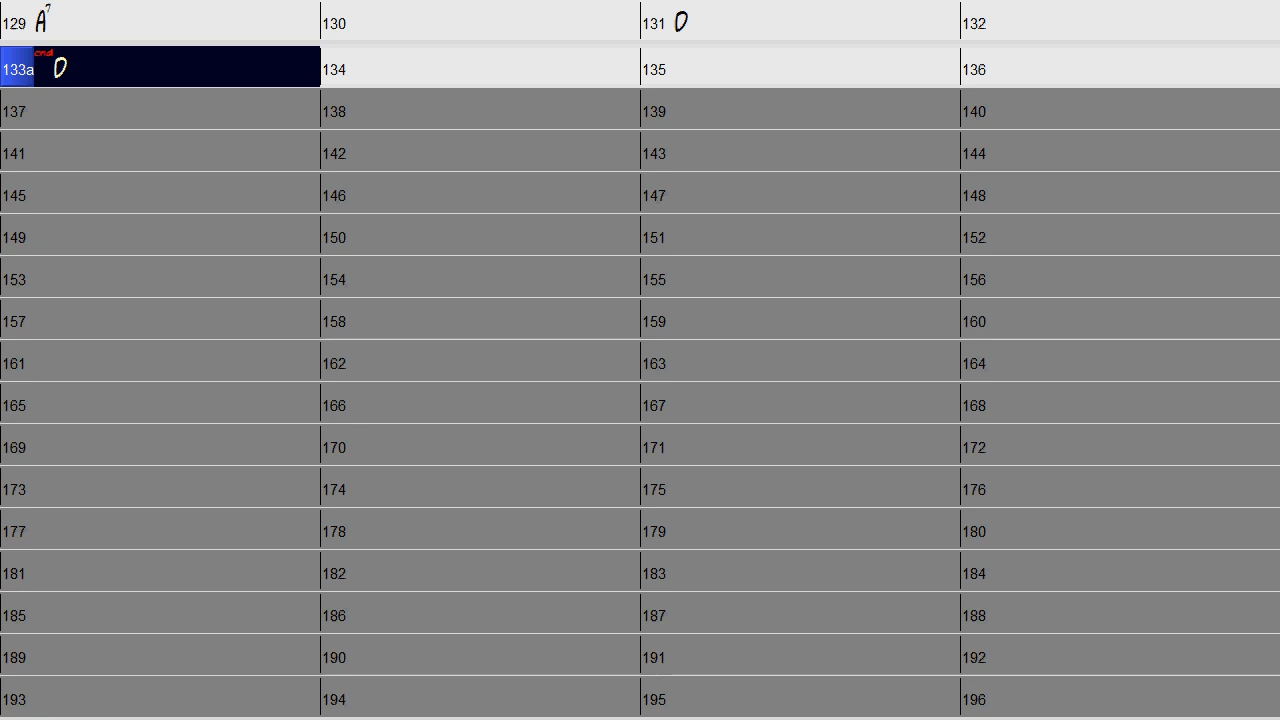 129 A7 130 131 D 132
133a end D 134 135 136
137 138 139 140
141 142 143 144
145 146 147 148
149 150 151 152
153 154 155 156
157 158 159 160
161 162 163 164
165 166 167 168
169 170 171 172
173 174 175 176
177 178 179 180
181 182 183 184
185 186 187 188
189 190 191 192
193 194 195 196